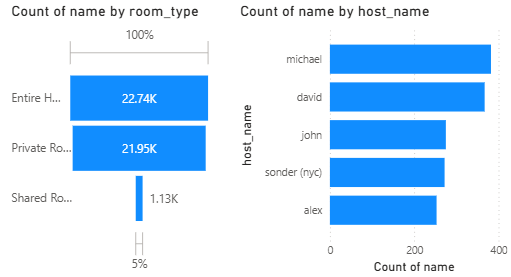 Count of name by room_type
100%
Entire H...
22.74K
Private Ro...
21.95K
Shared Ro...
1.13K
5%
Count of name by host_name
host_name
michael
david
john
sonder (nyc)
alex
0
200
400
Count of name